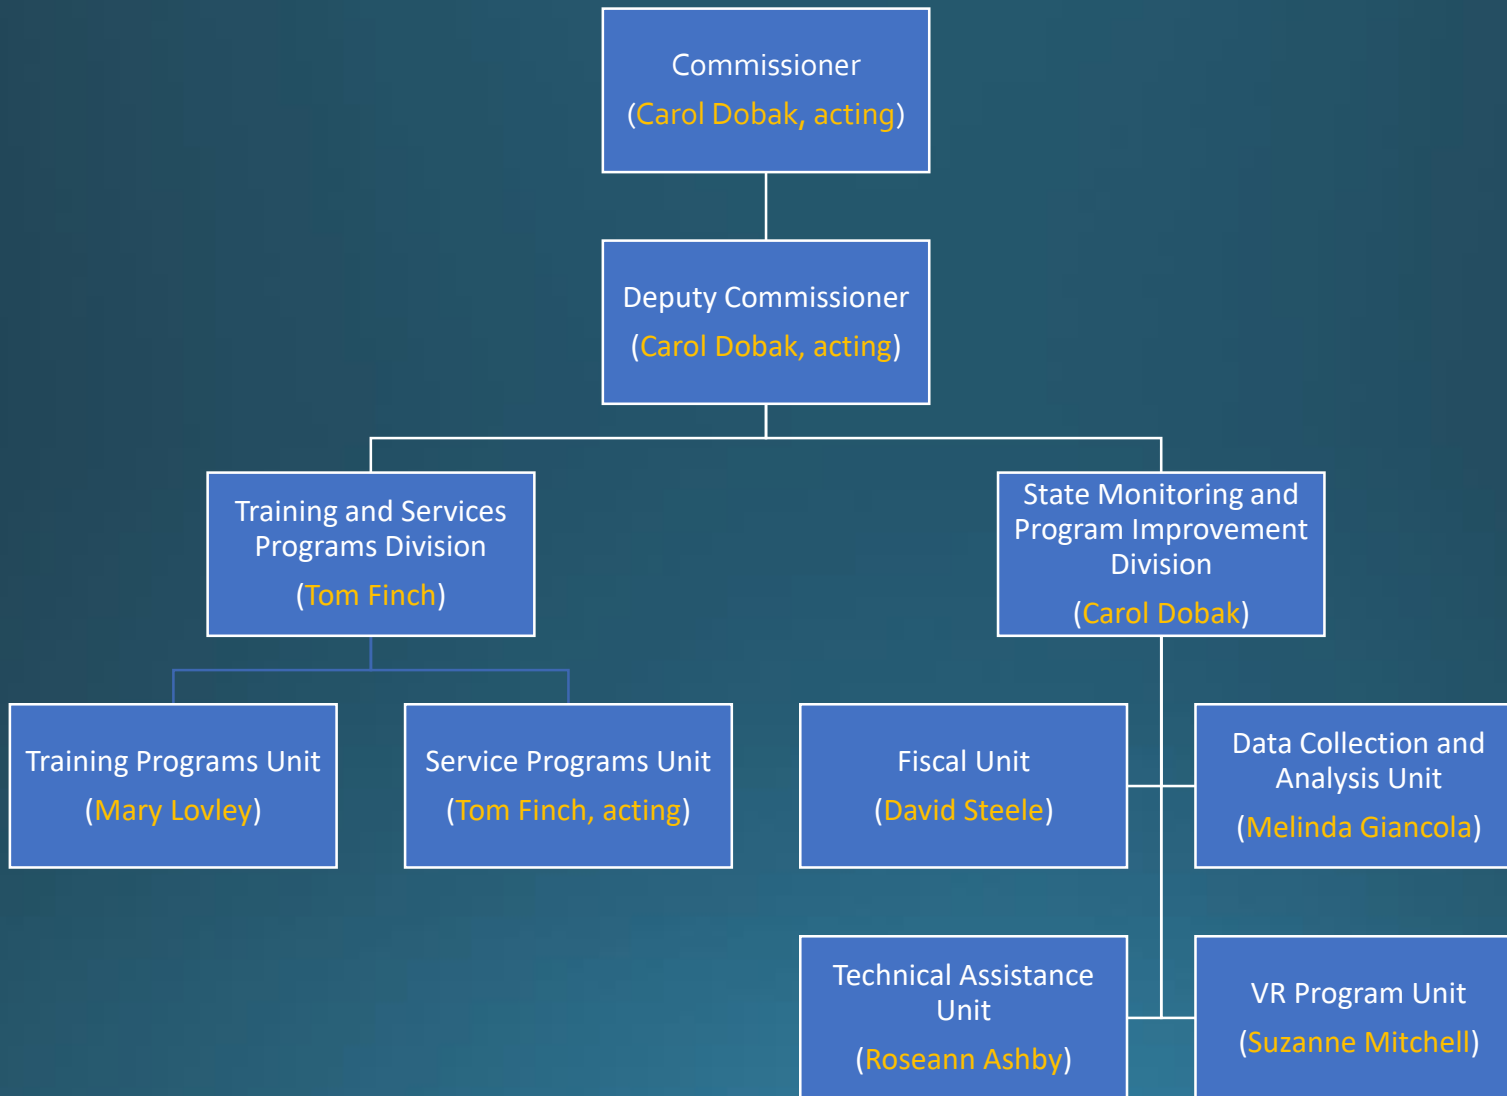 Commissioner
(Carol Dobak, acting)
Deputy Commissioner
(Carol Dobak, acting)
Training and Services
Programs Division
(Tom Finch)
State Monitoring and
Program Improvement
Division
(Carol Dobak)
Training Programs Unit
(Mary Lovley)
Service Programs Unit
(Tom Finch, acting)
Fiscal Unit
(David Steele)
Data Collection and
Analysis Unit
(Melinda Giancola)
Technical Assistance
Unit
(Roseann Ashby)
VR Program Unit
(Suzanne Mitchell)